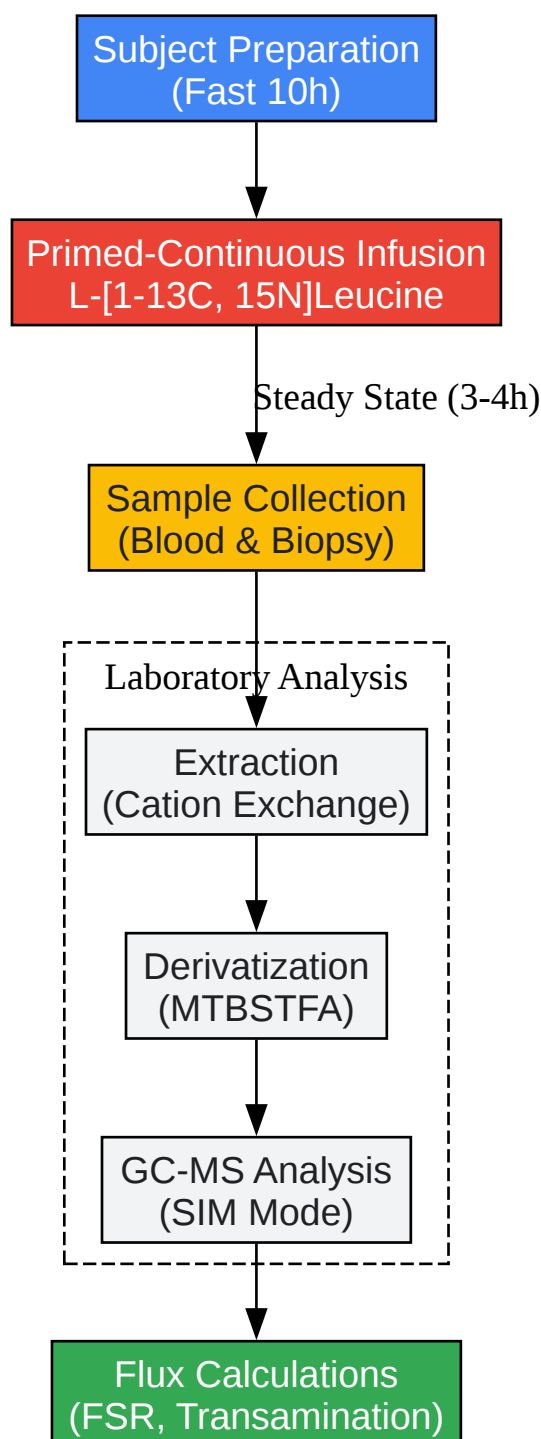 Subject Preparation
(Fast 10h)
Primed-Continuous Infusion
L-[1-13C, 15N]Leucine
Steady State (3-4h)
Sample Collection
(Blood & Biopsy)
Laboratory Analysis
Extraction
(Cation Exchange)
Derivatization
(MTBSTFA)
GC-MS Analysis
(SIM Mode)
Flux Calculations
(FSR, Transamination)